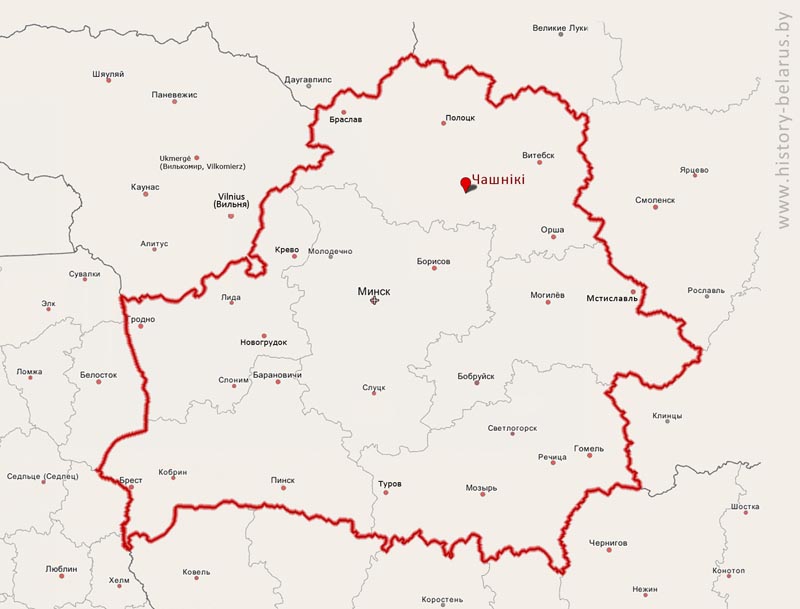 Великие Луки
www.history-belarus.by
Шяуляй
Даугавпилс
Паневежис
Браслав
Полоцк
Ukmergė
(Вилькомир, Vilkomierz)
Витебск
Ярцево
Чашнікі
Каунас
Vilnius
(Вильня)
Смоленск
Орша
Алитус
Крево
Молодечно
Борисов
Сувалки
Минск
Лида
Могилёв
Мстиславль
Рославль
Элк
Гродно
Новогрудок
Ломжа
Белосток
Слоним
Барановичи
Слуцк
Бобруйск
Клинцы
Светлогорск
Речица
Гомель
Седльце (Седлец)
Брест
Кобрин
Пинск
Туров
Мозырь
Шостка
Чернигов
Люблин
Хелм
Ковель
Конотоп
Нежин
Коростень